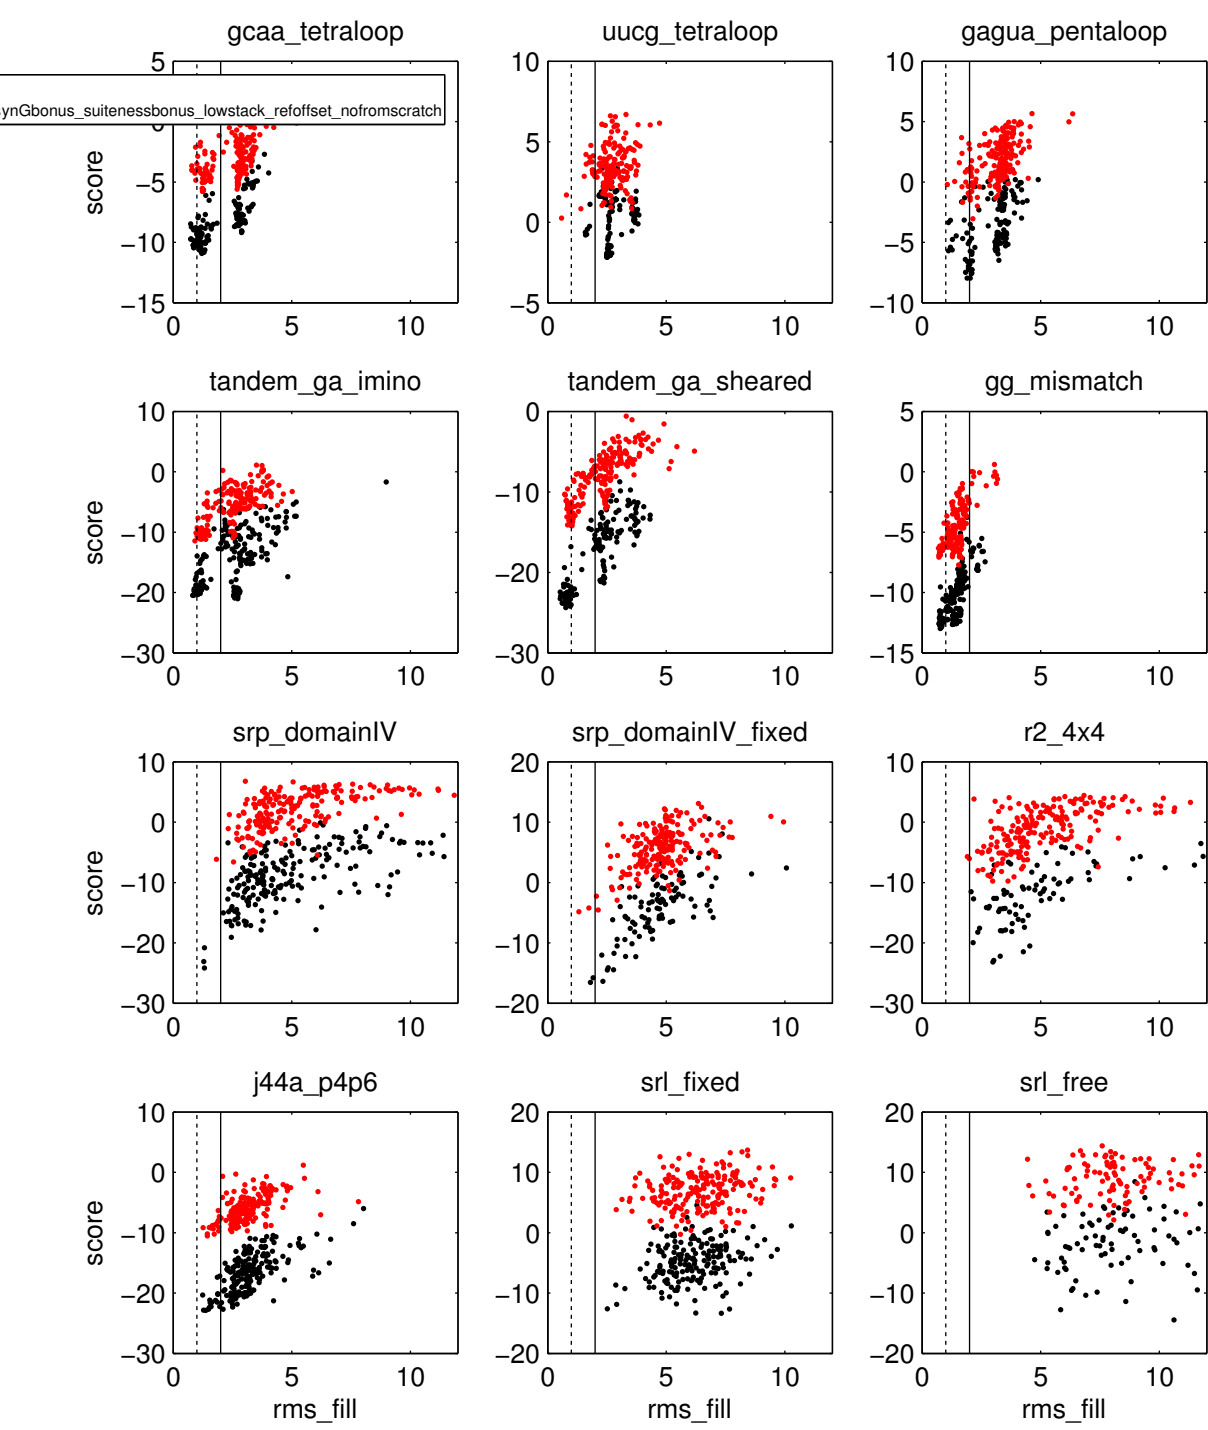 gcaa_tetraloop uucg_tetraloop gagua_pentaloop
5 10 10
ynGbonus_suitenessbonus_lowstack_refoffset_nofromscratch
0 5 5
score −5 0 0
−10 −5
−15 −5 −10
0 5 10 0 5 10 0 5 10
tandem_ga_imino tandem_ga_sheared gg_mismatch
10 0 5
0 −10 0
score −10 −20 −5
−20 −10
−30 −30 −15
0 5 10 0 5 10 0 5 10
srp_domainIV srp_domainIV_fixed r2_4x4
10 20 10
0 10 0
score −10 0 −10
−20 −10 −20
−30 −20 −30
0 5 10 0 5 10 0 5 10
j44a_p4p6 srl_fixed srl_free
10 20 20
0 10 10
score −10 0 0
−20 −10 −10
−30 −20 −20
0 5 10 0 5 10 0 5 10
rms_fill rms_fill rms_fill